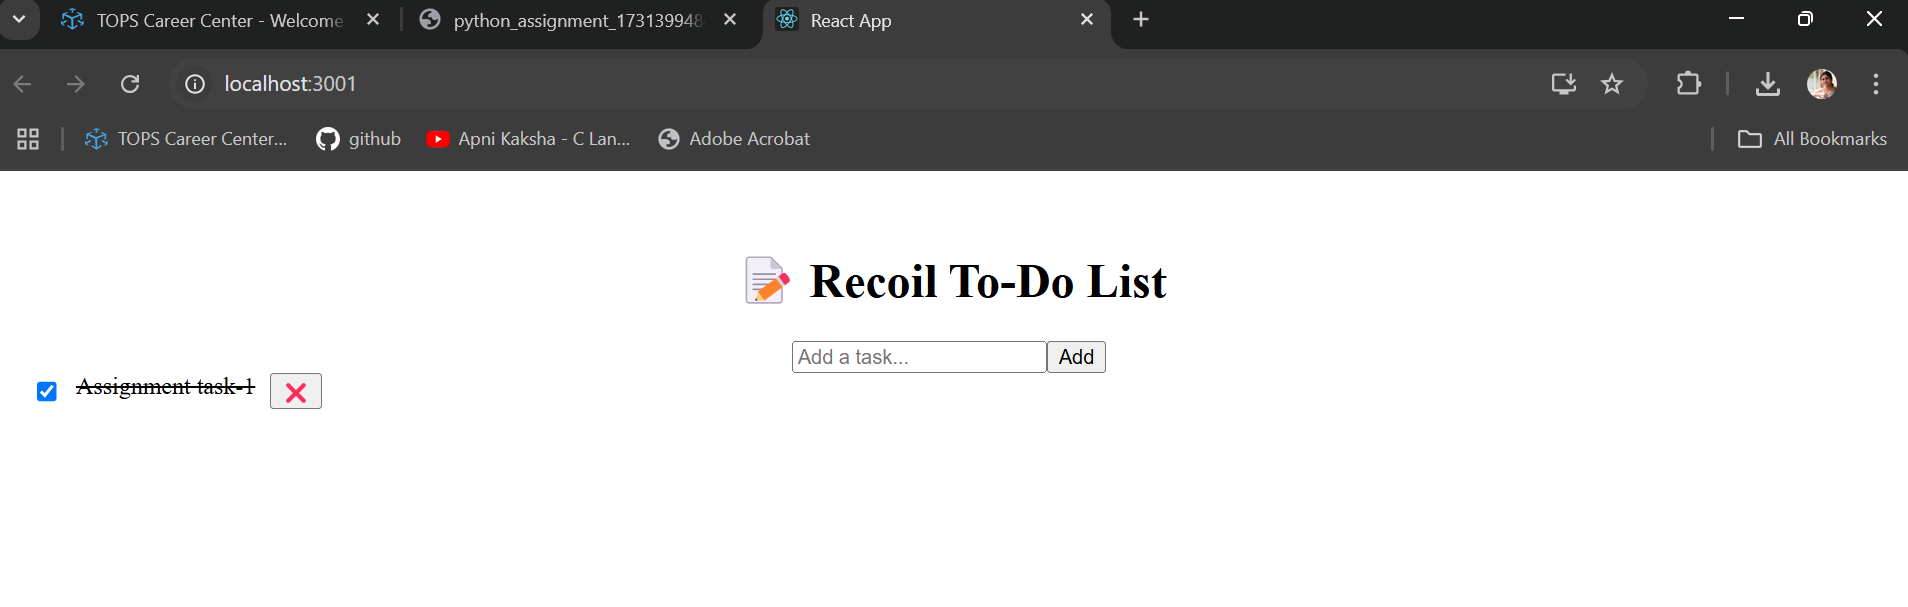 TOPS Career Center - Welcome
python_assignment_173139948
React App
localhost:3001
TOPS Career Center...
github
Apni Kaksha - C Lan...
Adobe Acrobat
All Bookmarks
Recoil To-Do List
Add a task...
Add
Assignment task-1